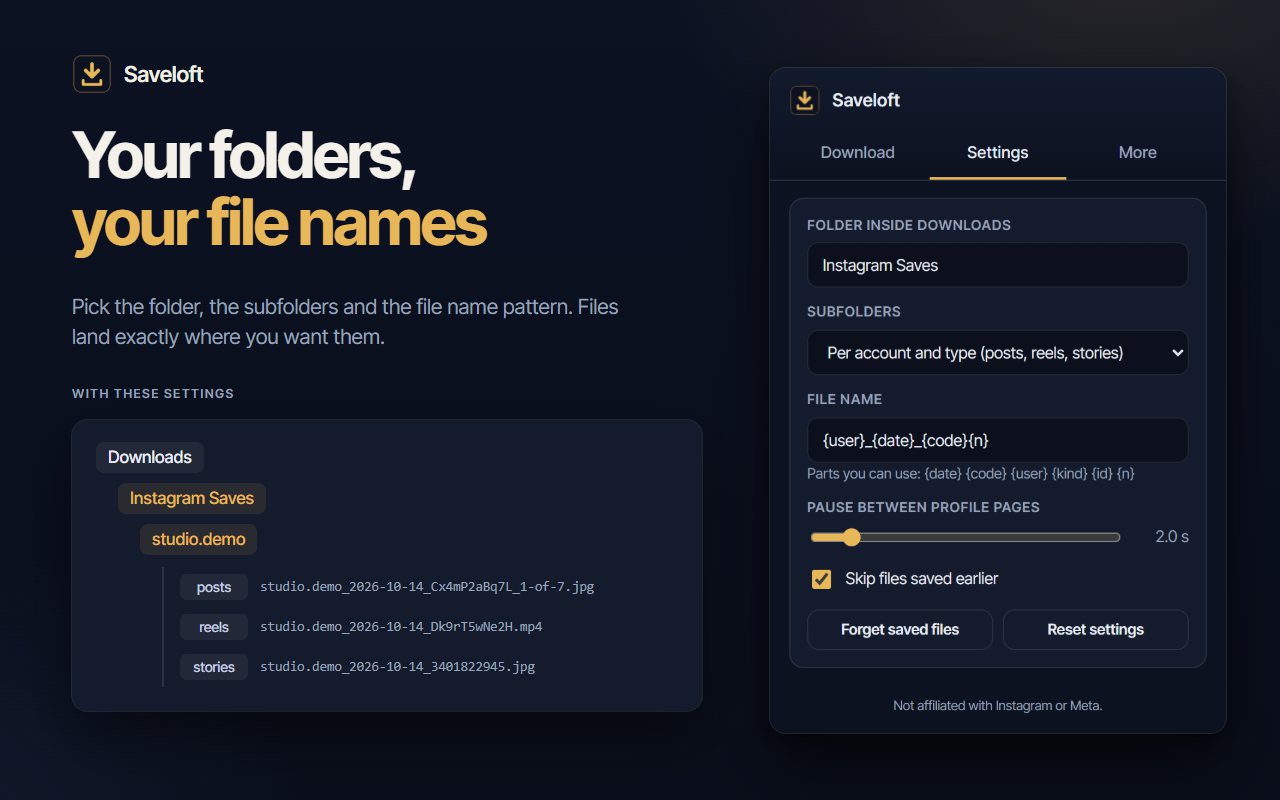 Saveloft
Your folders,
your file names
Pick the folder, the subfolders and the file name pattern. Files
land exactly where you want them.
WITH THESE SETTINGS
Downloads
Instagram Saves
studio.demo
posts studio.demo_2026-10-14_Cx4mP2aBq7L_1-of-7.jpg
reels studio.demo_2026-10-14_Dk9rT5wNe2H.mp4
stories studio.demo_2026-10-14_3401822945.jpg
Saveloft
Download Settings More
FOLDER INSIDE DOWNLOADS
Instagram Saves
SUBFOLDERS
Per account and type (posts, reels, stories)
FILE NAME
{user}_{date}_{code}{n}
Parts you can use: {date} {code} {user} {kind} {id} {n}
PAUSE BETWEEN PROFILE PAGES
2.0 s
Skip files saved earlier
Forget saved files Reset settings
Not affiliated with Instagram or Meta.